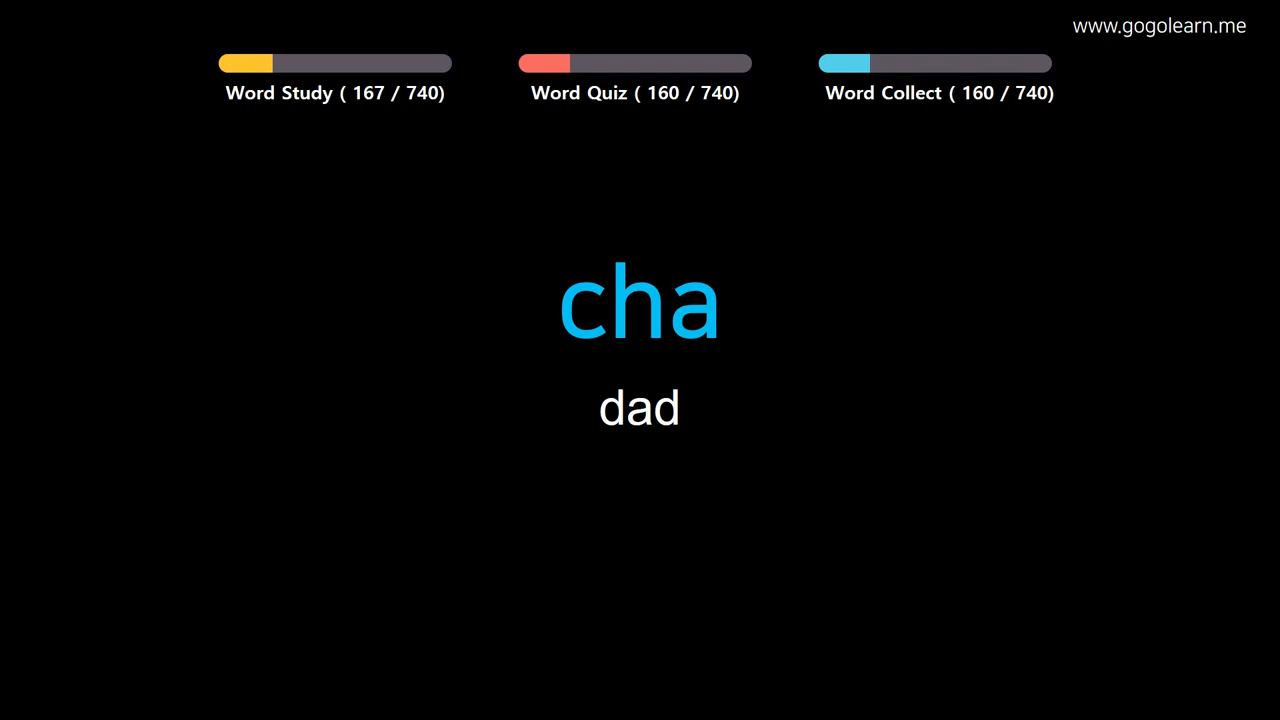 www.gogolearn.me
Word Study ( 167 / 740)
Word Quiz ( 160 / 740)
Word Collect ( 160 / 740)
cha
dad